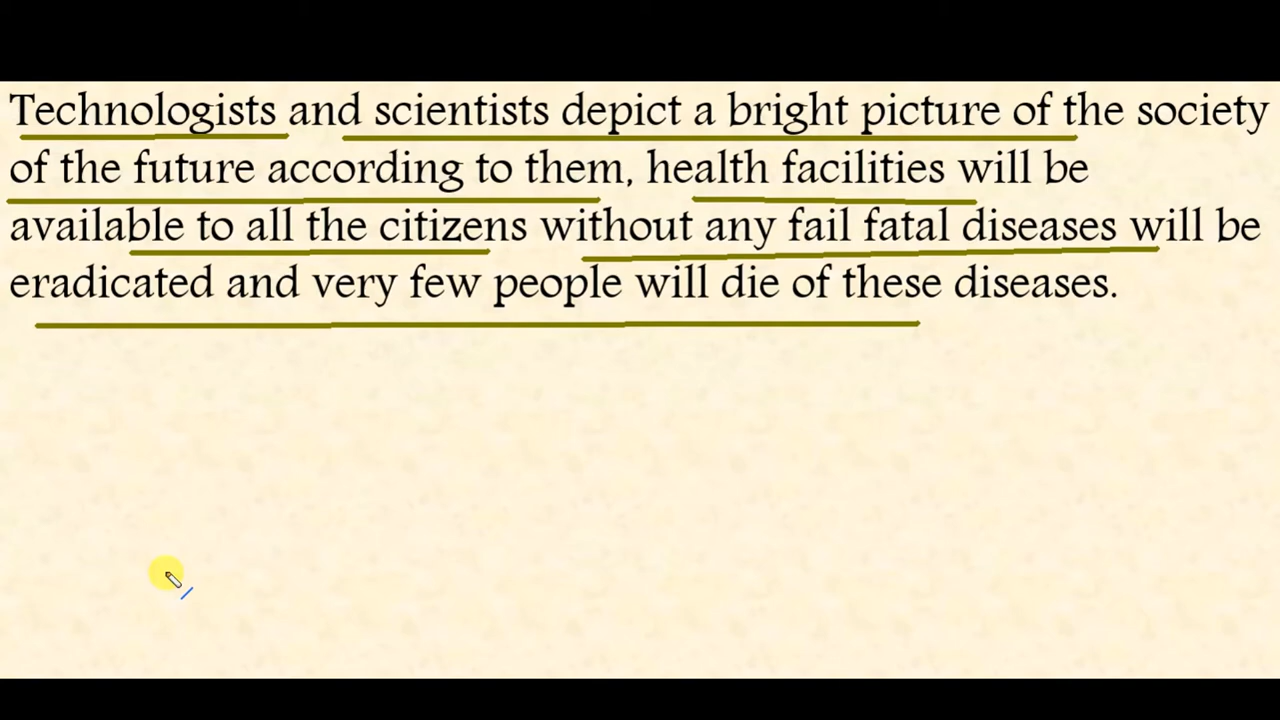 Technologists and scientists depict a bright picture of the society
of the future according to them, health facilities will be
available to all the citizens without any fail fatal diseases will be
eradicated and very few people will die of these diseases.